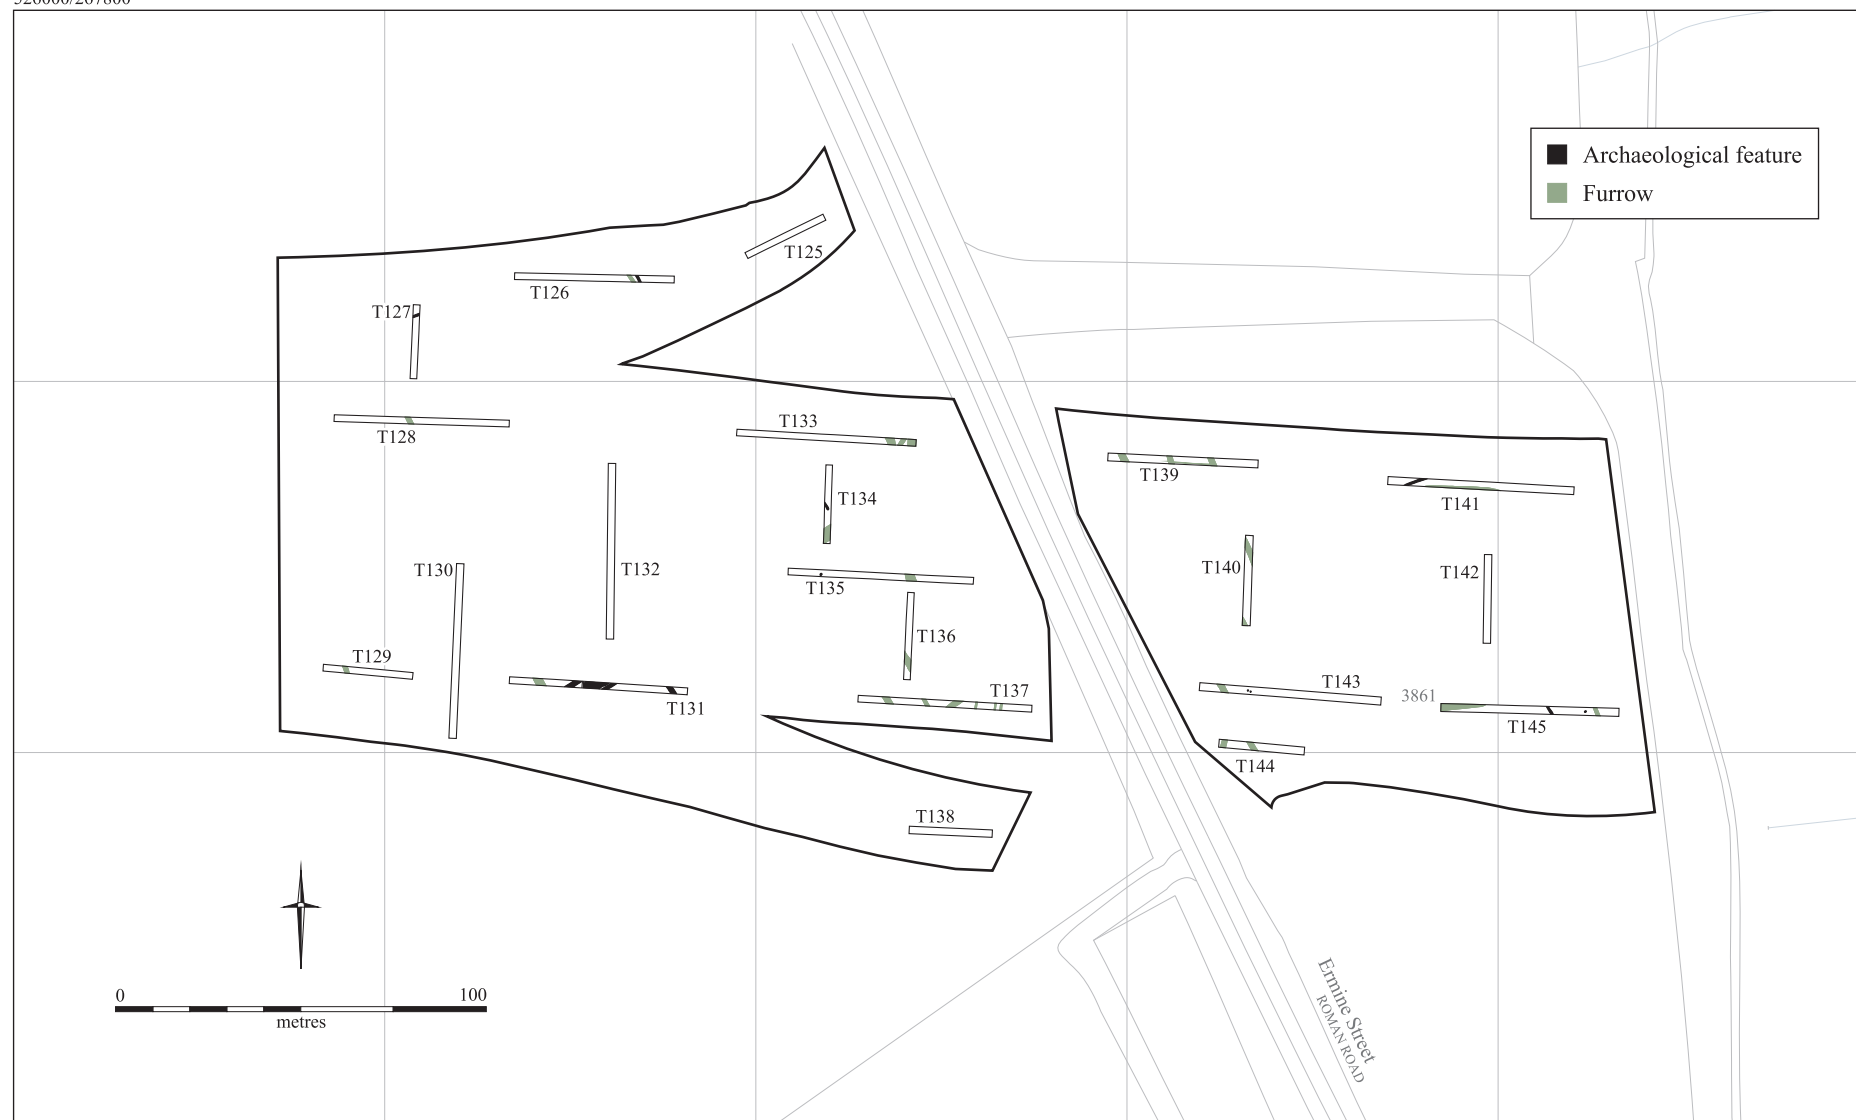 Archaeological feature
Furrow
T125
T126
T127
T128
T133
T134
T139
T141
T132
T130
T135
T140
T142
T136
T129
T131
T137
T143
3861
T145
T144
T138
0 100
metres
Ermine Street
ROMAN ROAD